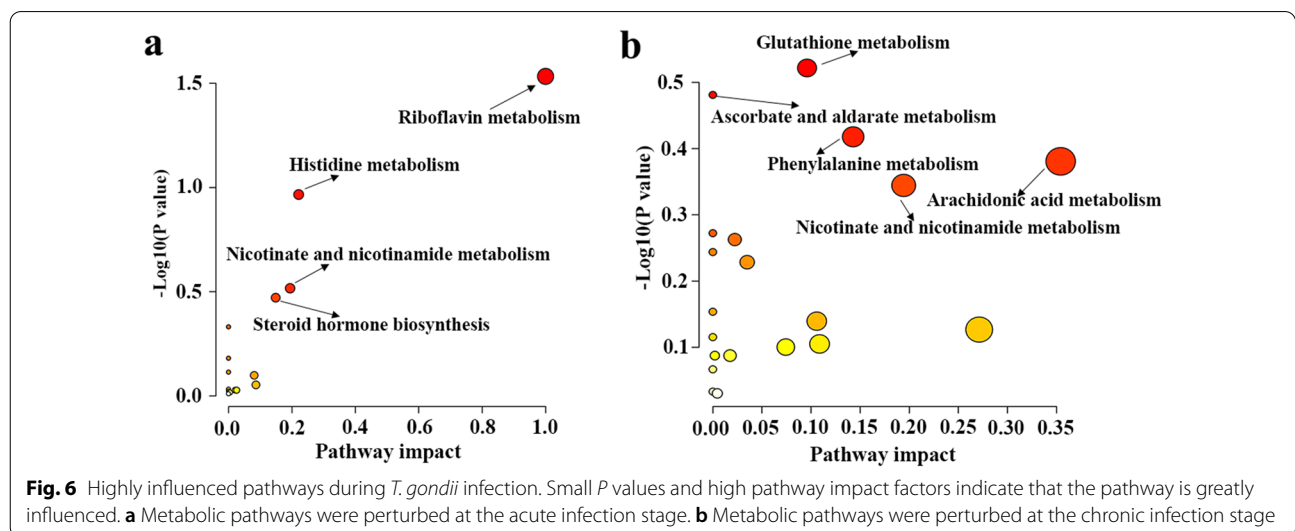 a
1.5
1.0
0.5
0.0
-Log10(P value)
Riboflavin metabolism
Histidine metabolism
Nicotinate and nicotinamide metabolism
Steroid hormone biosynthesis
0.0 0.2 0.4 0.6 0.8 1.0
Pathway impact
b
0.5
0.4
0.3
0.2
0.1
-Log10(P value)
Glutathione metabolism
Ascorbate and aldarate metabolism
Phenylalanine metabolism
Arachidonic acid metabolism
Nicotinate and nicotinamide metabolism
0.00 0.05 0.10 0.15 0.20 0.25 0.30 0.35
Pathway impact
Fig. 6 Highly influenced pathways during T. gondii infection. Small P values and high pathway impact factors indicate that the pathway is greatly
influenced. a Metabolic pathways were perturbed at the acute infection stage. b Metabolic pathways were perturbed at the chronic infection stage